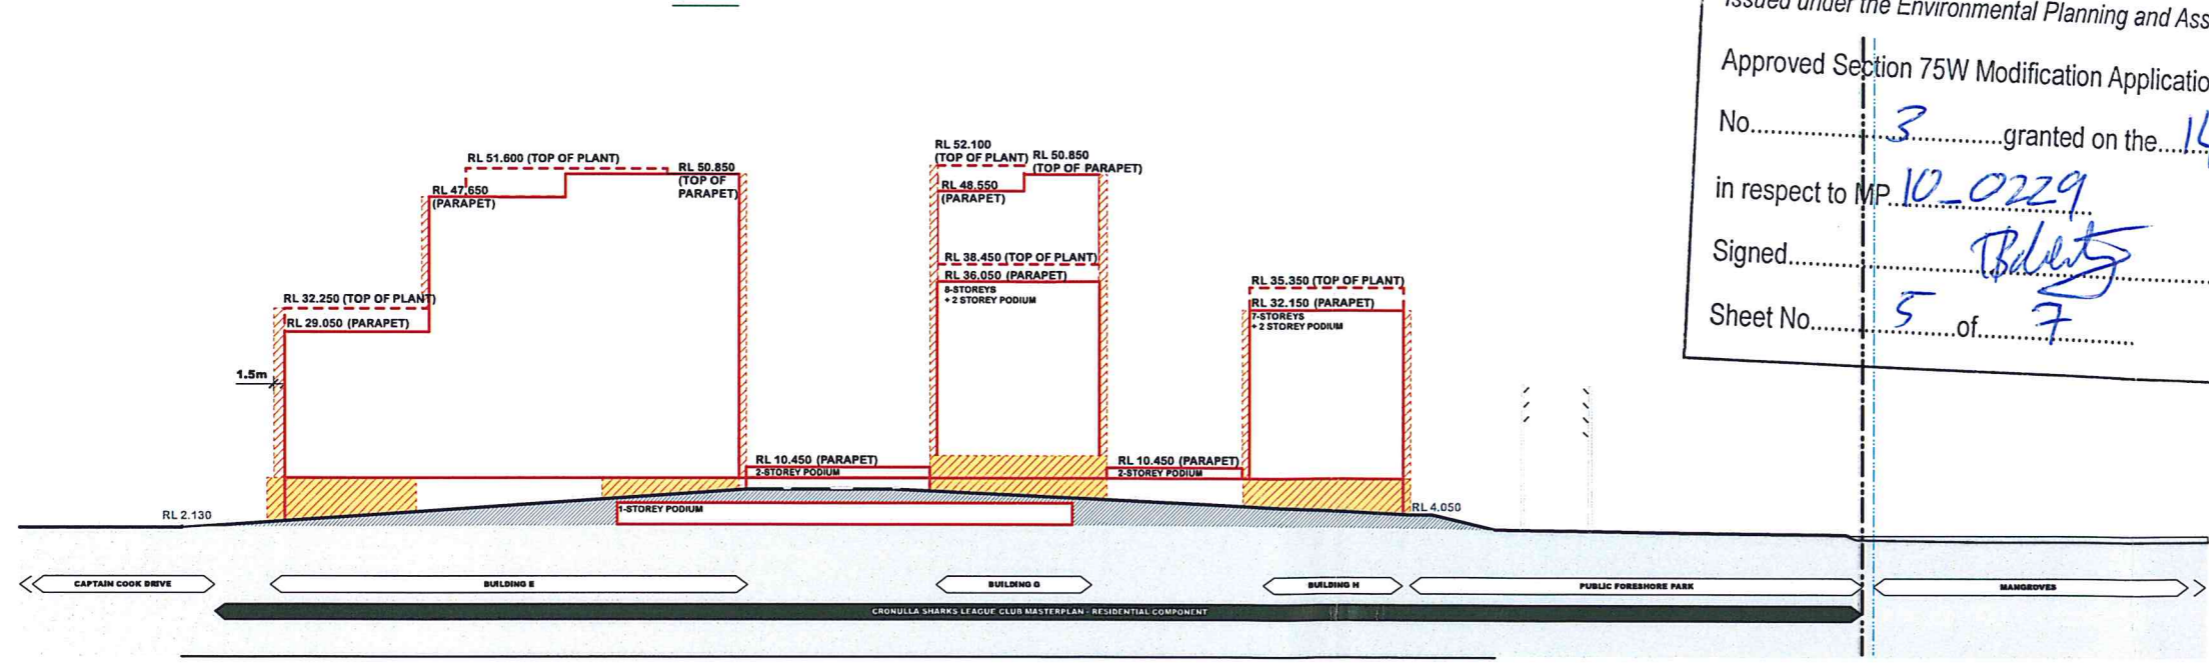 Issued under the Environmental Planning and Ass
Approved Section 75W Modification Applicatio
No.................3.............granted on the.....14
in respect to MP..10_0229
Signed
Sheet No............5......of........7
RL 52.100
(TOP OF PLANT)
RL 50.850
(TOP OF PARAPET)
RL 51.600 (TOP OF PLANT)
RL 50.850
(TOP OF
PARAPET)
RL 47.650
(PARAPET)
RL 48.550
(PARAPET)
RL 38.450 (TOP OF PLANT)
RL 36.050 (PARAPET)
8-STOREYS
+ 2 STOREY PODIUM
RL 35.350 (TOP OF PLANT)
RL 32.150 (PARAPET)
7-STOREYS
+ 2 STOREY PODIUM
RL 32.250 (TOP OF PLANT)
RL 29.050 (PARAPET)
1.5m
RL 10.450 (PARAPET)
2-STOREY PODIUM
RL 10.450 (PARAPET)
2-STOREY PODIUM
RL 2.130
1-STOREY PODIUM
RL 4.050
CAPTAIN COOK DRIVE
BUILDING E
BUILDING G
BUILDING H
PUBLIC FORESHORE PARK
MANGROVES
CRONULLA SHARKS LEAGUE CLUB MASTERPLAN - RESIDENTIAL COMPONENT